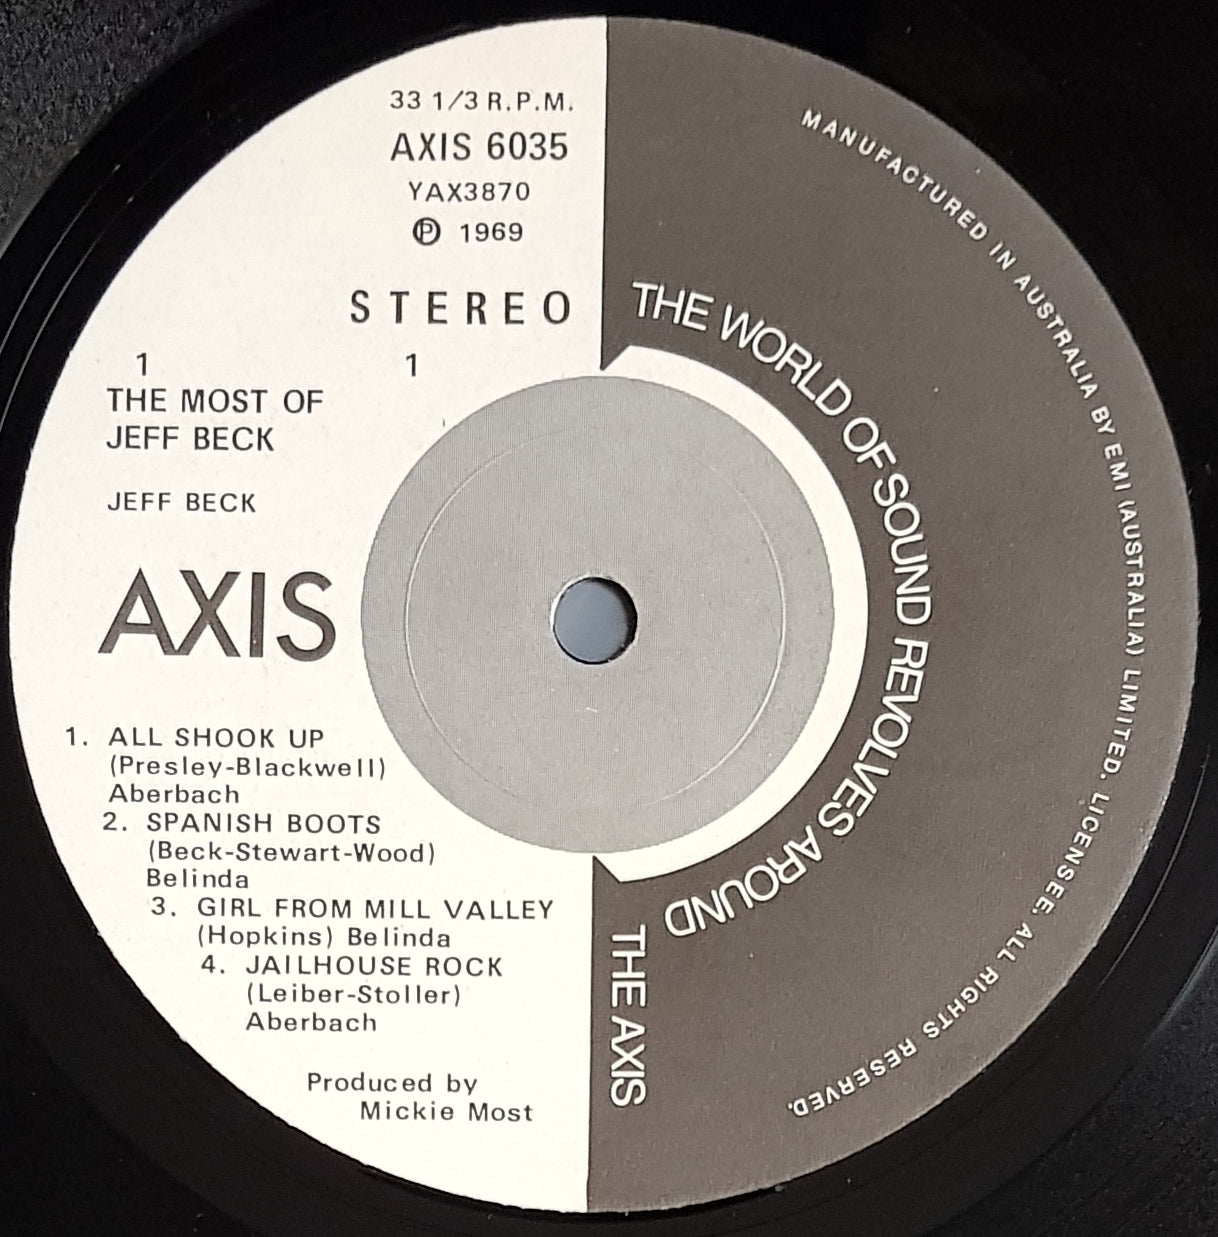 33 1/3 R.P.M.
AXIS 6035
YAX3870
Ⓟ 1969
STEREO
1 1
THE MOST OF
JEFF BECK
JEFF BECK
AXIS
1. ALL SHOOK UP
(Presley-Blackwell)
Aberbach
2. SPANISH BOOTS
(Beck-Stewart-Wood)
Belinda
3. GIRL FROM MILL VALLEY
(Hopkins) Belinda
4. JAILHOUSE ROCK
(Leiber-Stoller)
Aberbach
Produced by
Mickie Most
THE WORLD OF SOUND REVOLVES AROUND
THE AXIS
MANUFACTURED IN AUSTRALIA BY EMI (AUSTRALIA) LIMITED. LICENSEE. ALL RIGHTS RESERVED.